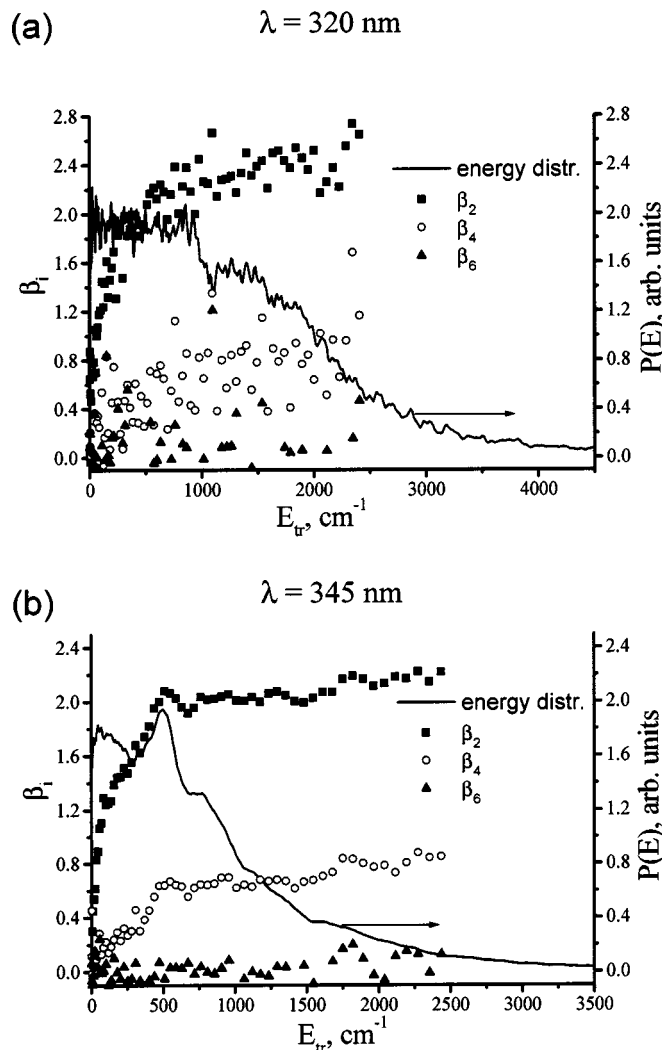 (a)
λ = 320 nm
2.8
2.4
2.0
1.6
1.2
0.8
0.4
0.0
βi
2.8
2.4
2.0
1.6
1.2
0.8
0.4
0.0
P(E), arb. units
energy distr.
β2
β4
β6
0 1000 2000 3000 4000
Etr, cm-1
(b)
λ = 345 nm
2.4
2.0
1.6
1.2
0.8
0.4
0.0
βi
2.4
2.0
1.6
1.2
0.8
0.4
0.0
P(E), arb. units
energy distr.
β2
β4
β6
0 500 1000 1500 2000 2500 3000 3500
Etr, cm-1